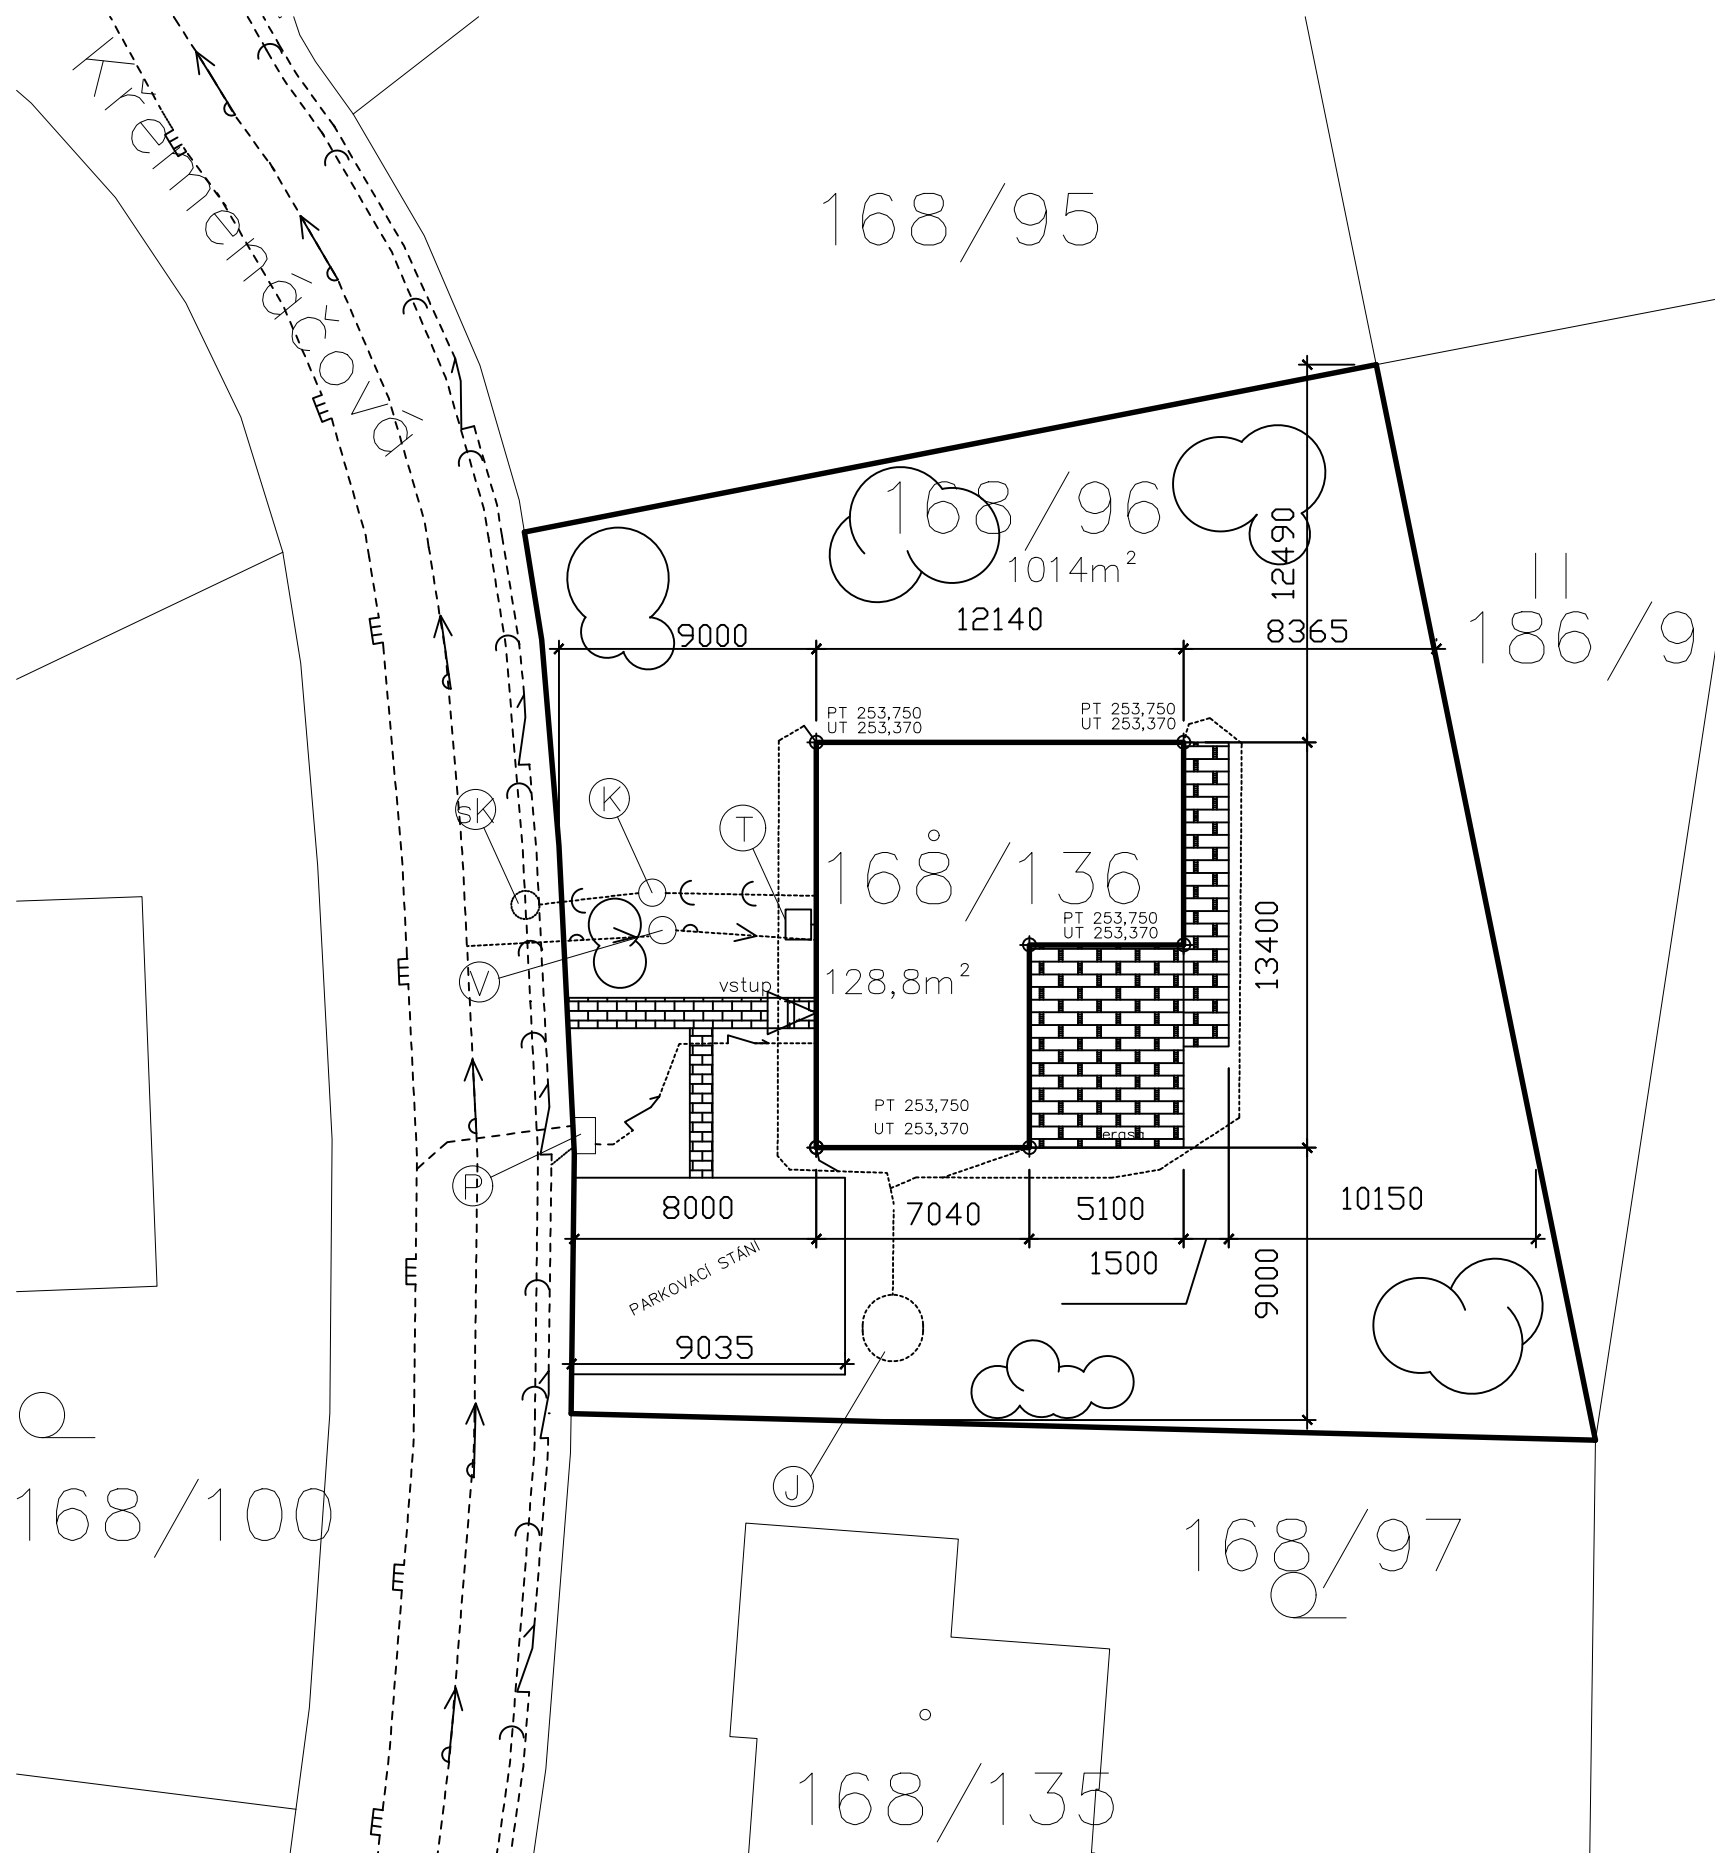 Křemenáčová
168/95
168/96
1014m²
12490
12140
9000
8365
186/9
PT 253,750
UT 253,370
PT 253,750
UT 253,370
sK
K
T
168/136
PT 253,750
UT 253,370
13400
128,8m²
V
vstup
PT 253,750
UT 253,370
terasa
P
8000
7040
5100
10150
PARKOVACÍ STÁNÍ
1500
9000
9035
J
168/100
168/97
168/135